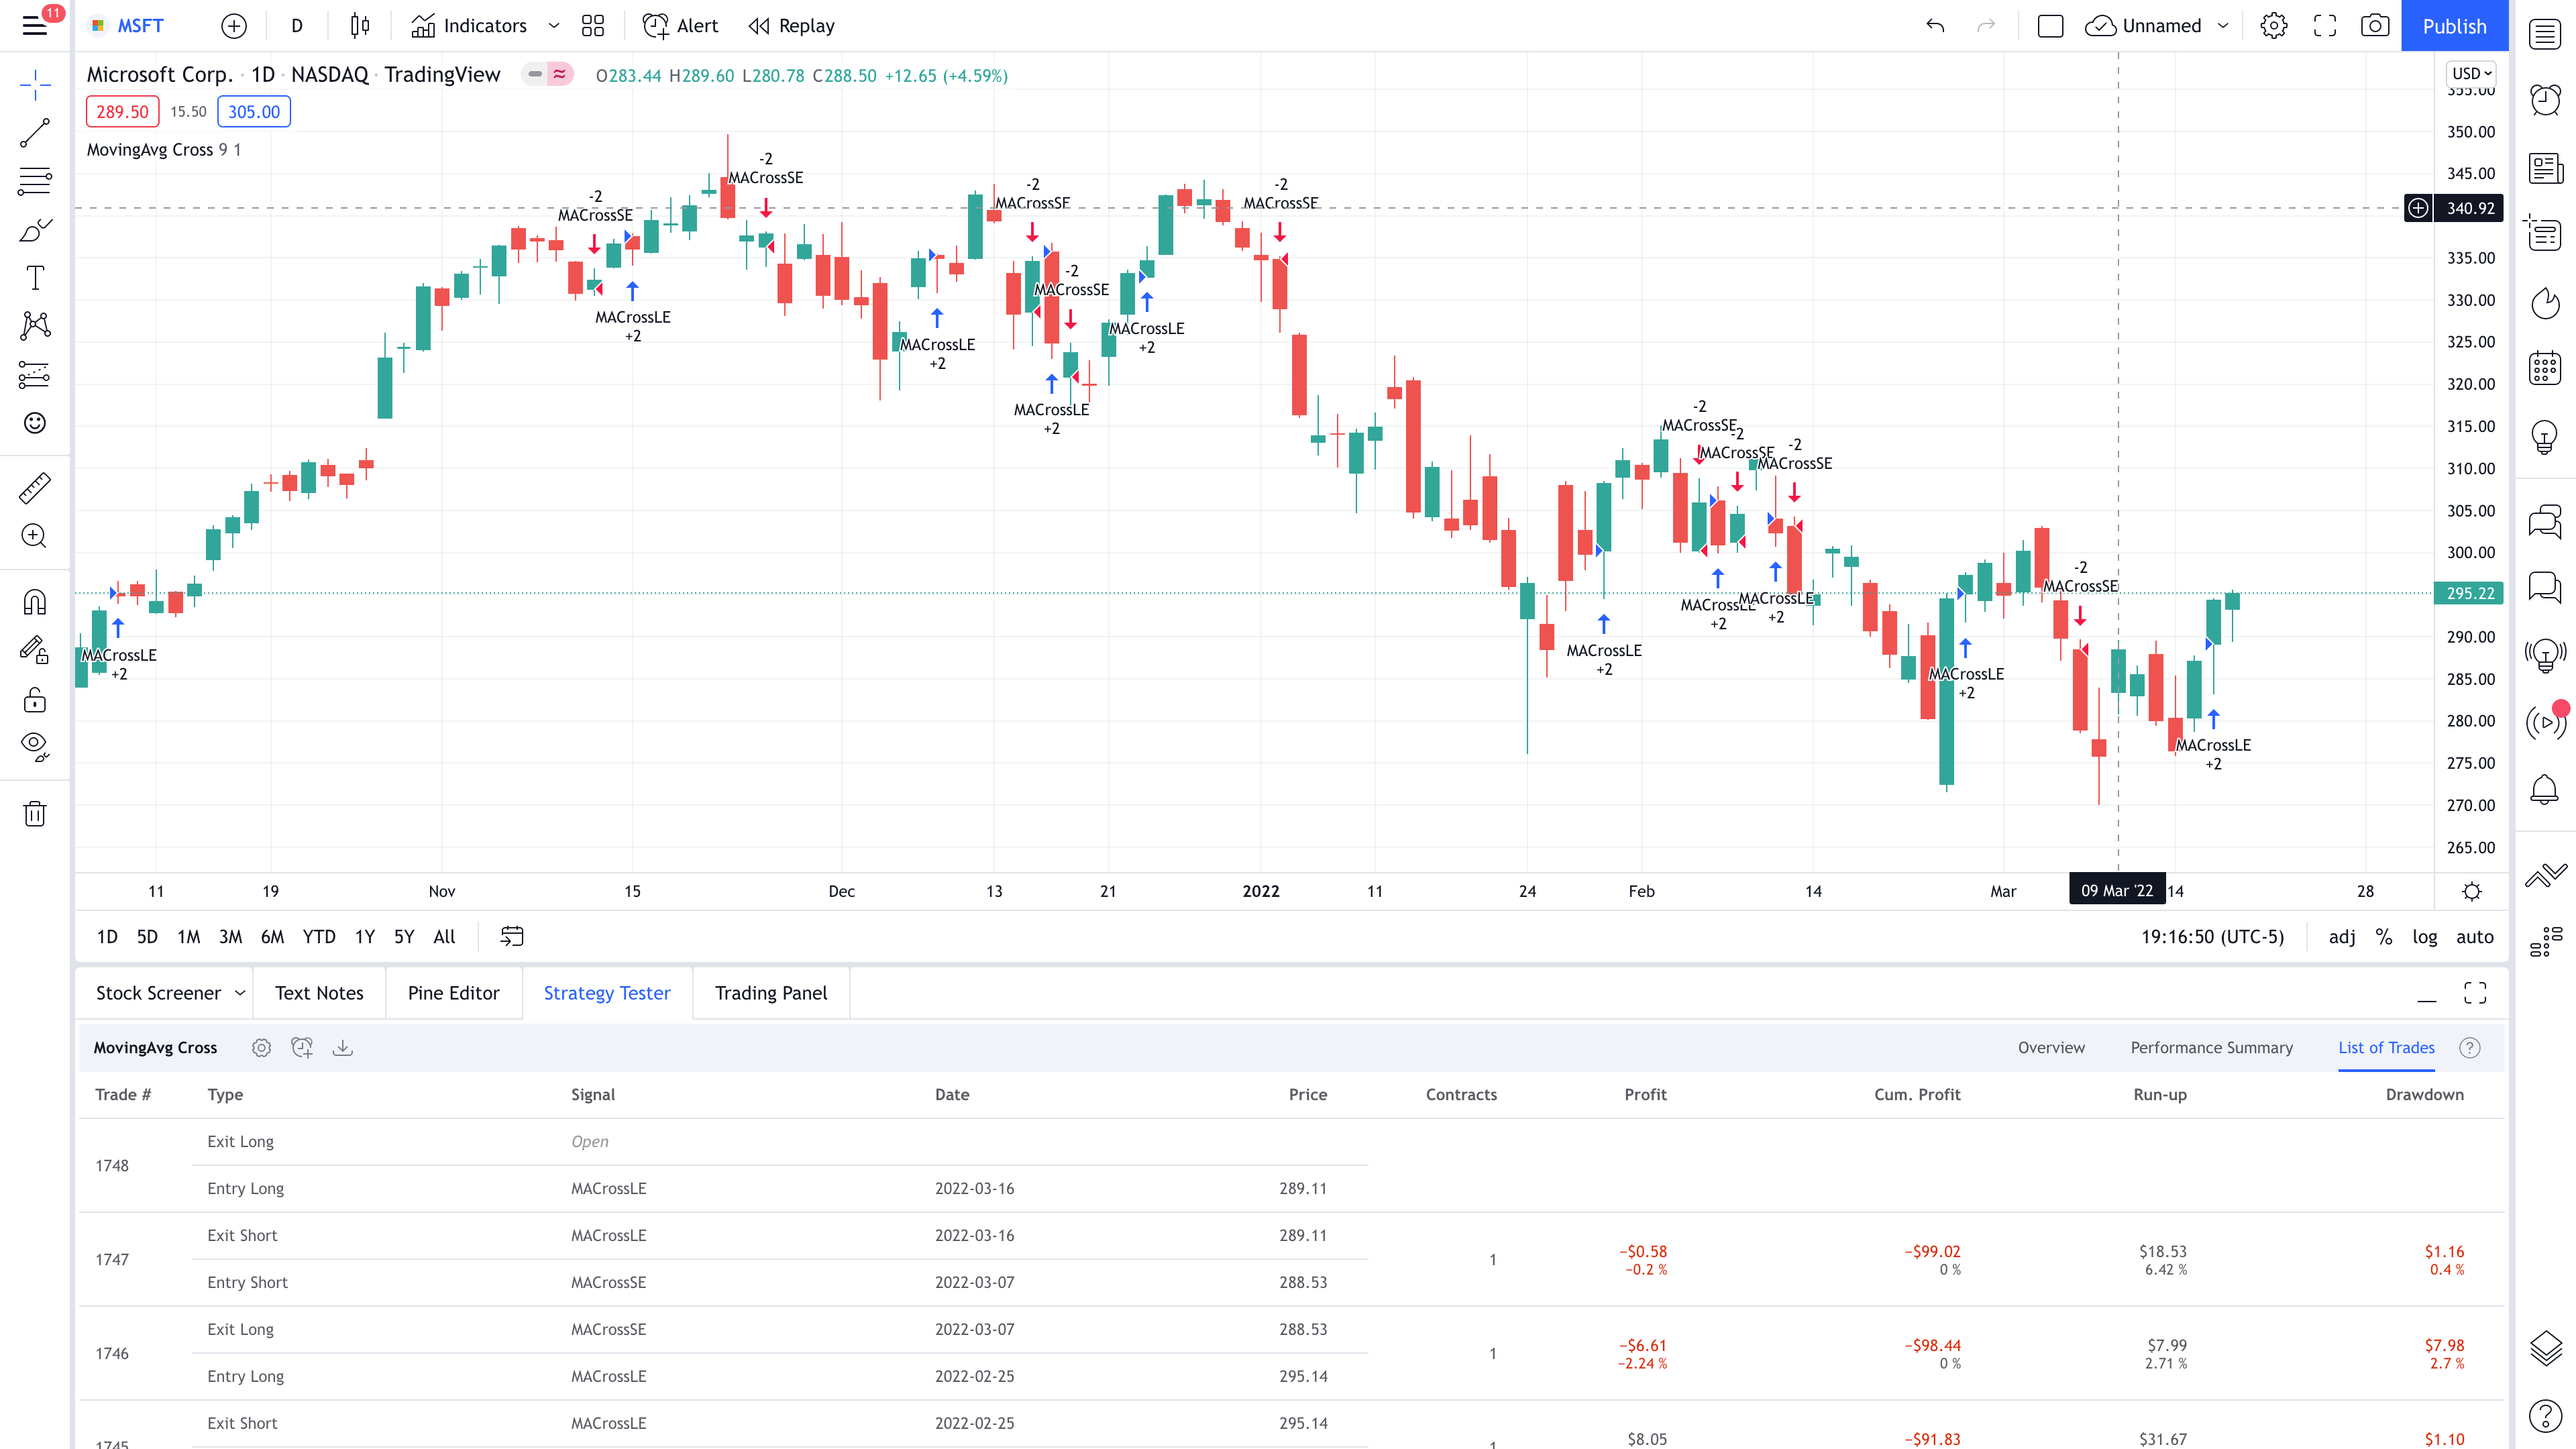 11
MSFT
D
Indicators
Alert
Replay
Unnamed
Publish
Microsoft Corp. · 1D · NASDAQ · TradingView
O283.44 H289.60 L280.78 C288.50 +12.65 (+4.59%)
USD
289.50 15.50 305.00
MovingAvg Cross 9 1
355.00
350.00
345.00
340.92
335.00
330.00
325.00
320.00
315.00
310.00
305.00
300.00
295.22
290.00
285.00
280.00
275.00
270.00
265.00
MACrossLE
+2
-2
MACrossSE
MACrossLE
+2
-2
MACrossSE
MACrossLE
+2
-2
MACrossSE
MACrossLE
+2
-2
MACrossSE
MACrossLE
+2
-2
MACrossSE
MACrossLE
+2
-2
MACrossSE
MACrossLE
+2
-2
MACrossSE
MACrossLE
+2
-2
MACrossSE
MACrossLE
+2
-2
MACrossSE
MACrossLE
+2
11 19 Nov 15 Dec 13 21 2022 11 24 Feb 14 Mar 09 Mar '22 14 28
1D 5D 1M 3M 6M YTD 1Y 5Y All
19:16:50 (UTC-5)
adj % log auto
Stock Screener
Text Notes
Pine Editor
Strategy Tester
Trading Panel
MovingAvg Cross
Overview
Performance Summary
List of Trades
Trade # Type Signal Date Price Contracts Profit Cum. Profit Run-up Drawdown
1748
Exit Long Open
Entry Long MACrossLE 2022-03-16 289.11
1747
Exit Short MACrossLE 2022-03-16 289.11
Entry Short MACrossSE 2022-03-07 288.53
1 −$0.58 −$99.02 $18.53 $1.16
−0.2 % 0 % 6.42 % 0.4 %
1746
Exit Long MACrossSE 2022-03-07 288.53
Entry Long MACrossLE 2022-02-25 295.14
1 −$6.61 −$98.44 $7.99 $7.98
−2.24 % 0 % 2.71 % 2.7 %
1745
Exit Short MACrossLE 2022-02-25 295.14
1 $8.05 −$91.83 $31.67 $1.10